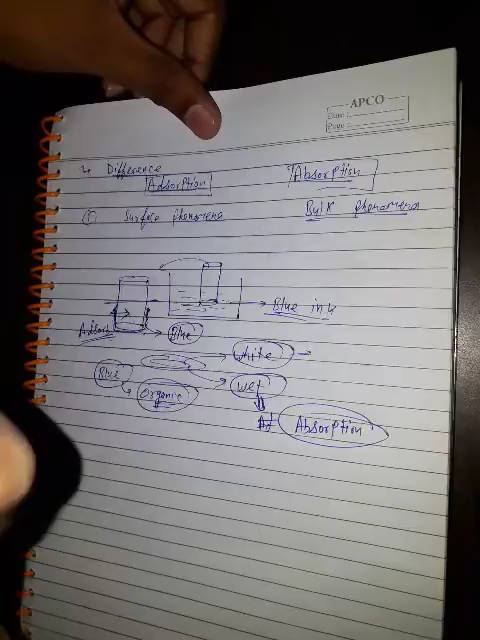 APCO
Date :
Page :
↳ Difference
Adsorption Absorption
① Surface phenomena Bulk phenomena
→ Blue ink
Adsorb → Blue
→ White →
Blue → Wet
↳ Organic
Ad Absorption